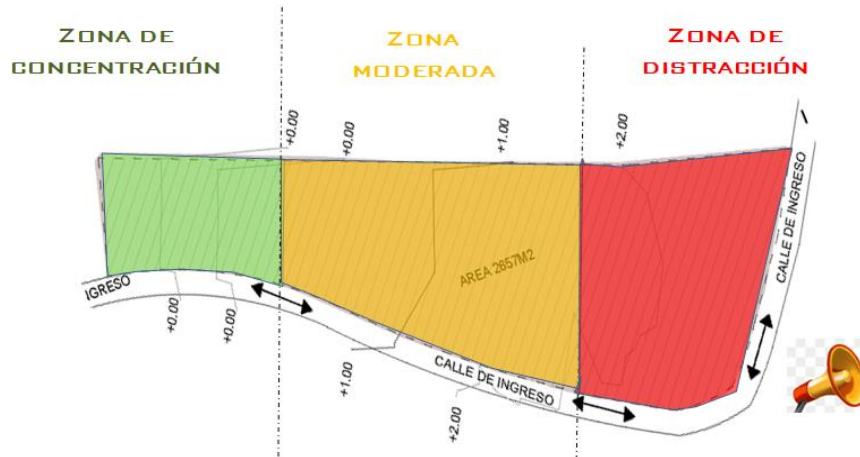 ZONA DE
CONCENTRACIÓN
ZONA
MODERADA
ZONA DE
DISTRACCIÓN
+0.00
+0.00
+1.00
+2.00
AREA 2657M2
CALLE DE INGRESO
IGRESO
+0.00
+0.00
+1.00
+2.00
CALLE DE INGRESO